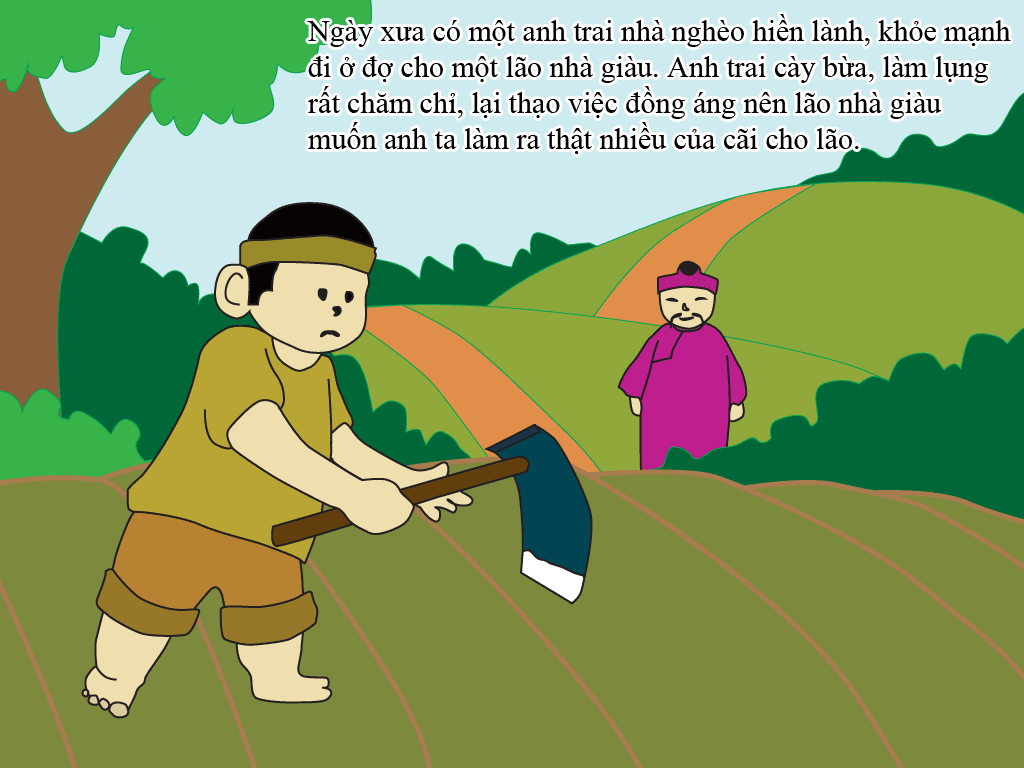 Ngày xưa có một anh trai nhà nghèo hiền lành, khỏe mạnh
đi ở đợ cho một lão nhà giàu. Anh trai cày bừa, làm lụng
rất chăm chỉ, lại thạo việc đồng áng nên lão nhà giàu
muốn anh ta làm ra thật nhiều của cãi cho lão.